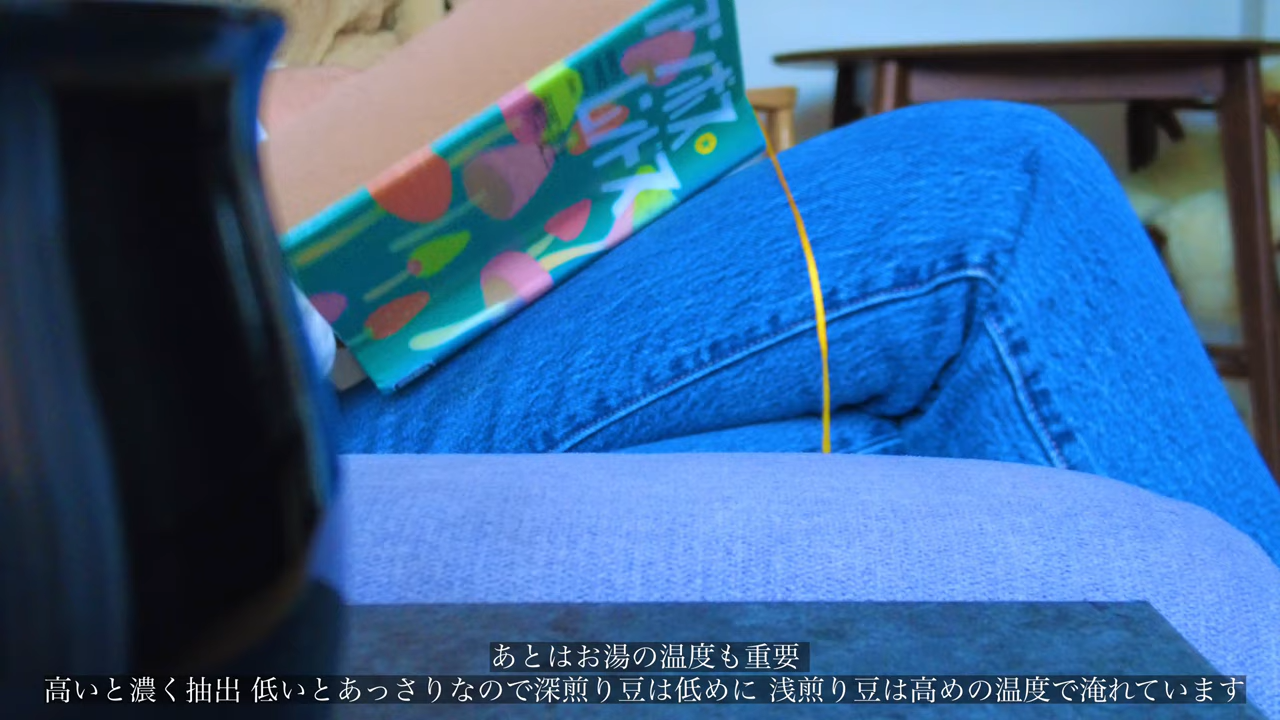 あとはお湯の温度も重要
高いと濃く抽出 低いとあっさりなので深煎り豆は低めに 浅煎り豆は高めの温度で淹れています